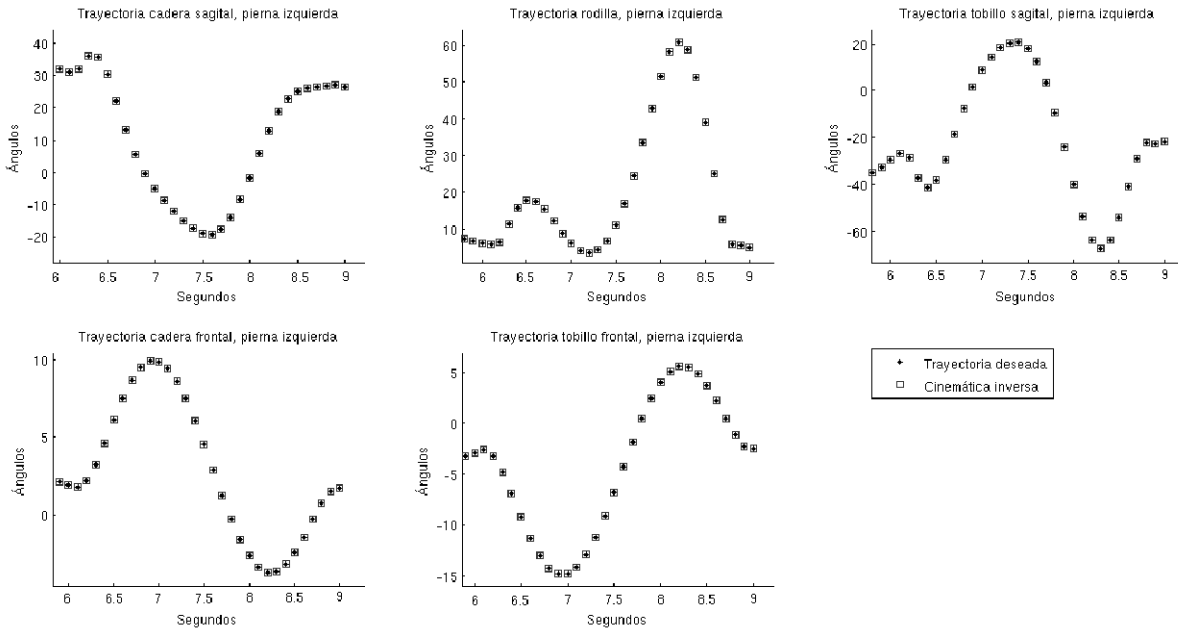 Trayectoria cadera sagital, pierna izquierda
40
30
20
10
0
-10
-20
Ángulos
6 6.5 7 7.5 8 8.5 9
Segundos
Trayectoria rodilla, pierna izquierda
60
50
40
30
20
10
Ángulos
6 6.5 7 7.5 8 8.5 9
Segundos
Trayectoria tobillo sagital, pierna izquierda
20
0
-20
-40
-60
Ángulos
6 6.5 7 7.5 8 8.5 9
Segundos
Trayectoria cadera frontal, pierna izquierda
10
5
0
Ángulos
6 6.5 7 7.5 8 8.5 9
Segundos
Trayectoria tobillo frontal, pierna izquierda
5
0
-5
-10
-15
Ángulos
6 6.5 7 7.5 8 8.5 9
Segundos
Trayectoria deseada
Cinemática inversa